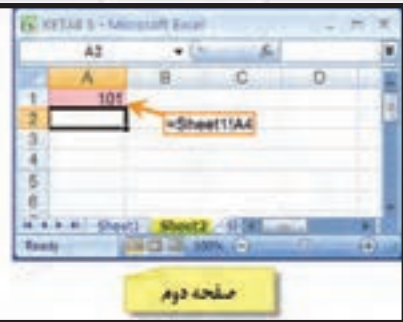 KETAB 5 - Microsoft Excel
A2
A B C D
1 101
2
=Sheet1!A4
3
4
5
6
Sheet1 Sheet2
Ready 100%
صفحه دوم